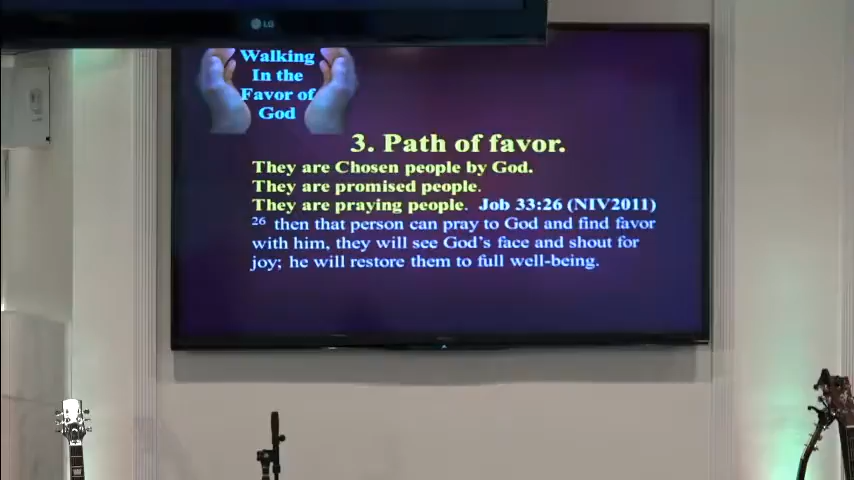 LG
Walking
In the
Favor of
God
3. Path of favor.
They are Chosen people by God.
They are promised people.
They are praying people. Job 33:26 (NIV2011)
26 then that person can pray to God and find favor
with him, they will see God's face and shout for
joy; he will restore them to full well-being.